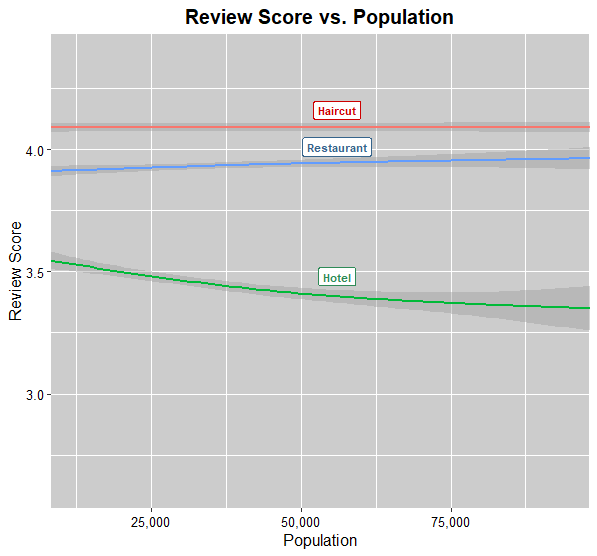 Review Score vs. Population
Haircut
Restaurant
Hotel
4.0
3.5
3.0
Review Score
25,000
50,000
75,000
Population